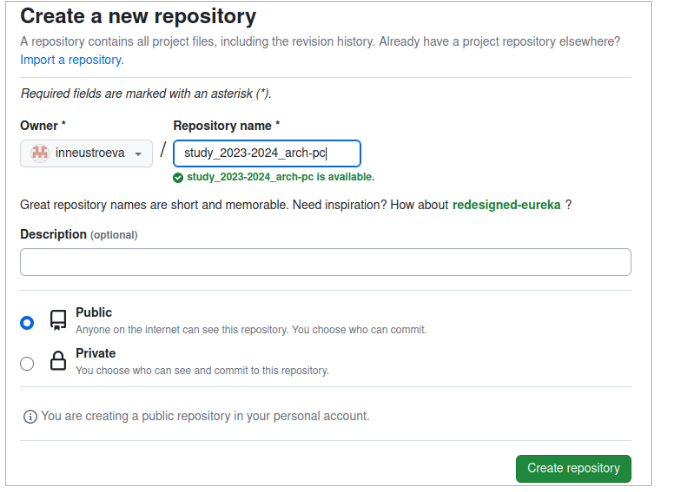 Create a new repository
A repository contains all project files, including the revision history. Already have a project repository elsewhere?
Import a repository.
Required fields are marked with an asterisk (*).
Owner * Repository name *
inneustroeva / study_2023-2024_arch-pc
study_2023-2024_arch-pc is available.
Great repository names are short and memorable. Need inspiration? How about redesigned-eureka ?
Description (optional)
Public
Anyone on the internet can see this repository. You choose who can commit.
Private
You choose who can see and commit to this repository.
You are creating a public repository in your personal account.
Create repository